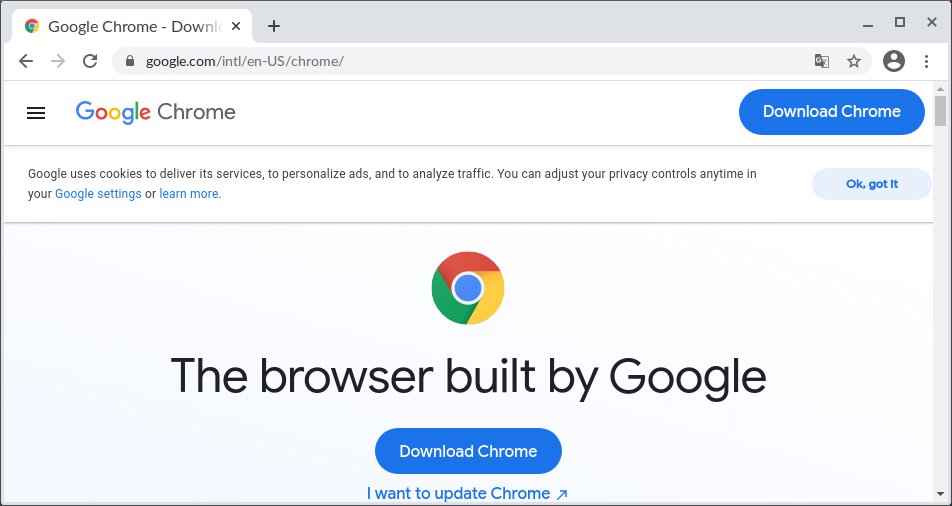 Google Chrome - Downl
google.com/intl/en-US/chrome/
Google Chrome
Download Chrome
Google uses cookies to deliver its services, to personalize ads, and to analyze traffic. You can adjust your privacy controls anytime in
your Google settings or learn more.
Ok, got it
The browser built by Google
Download Chrome
I want to update Chrome